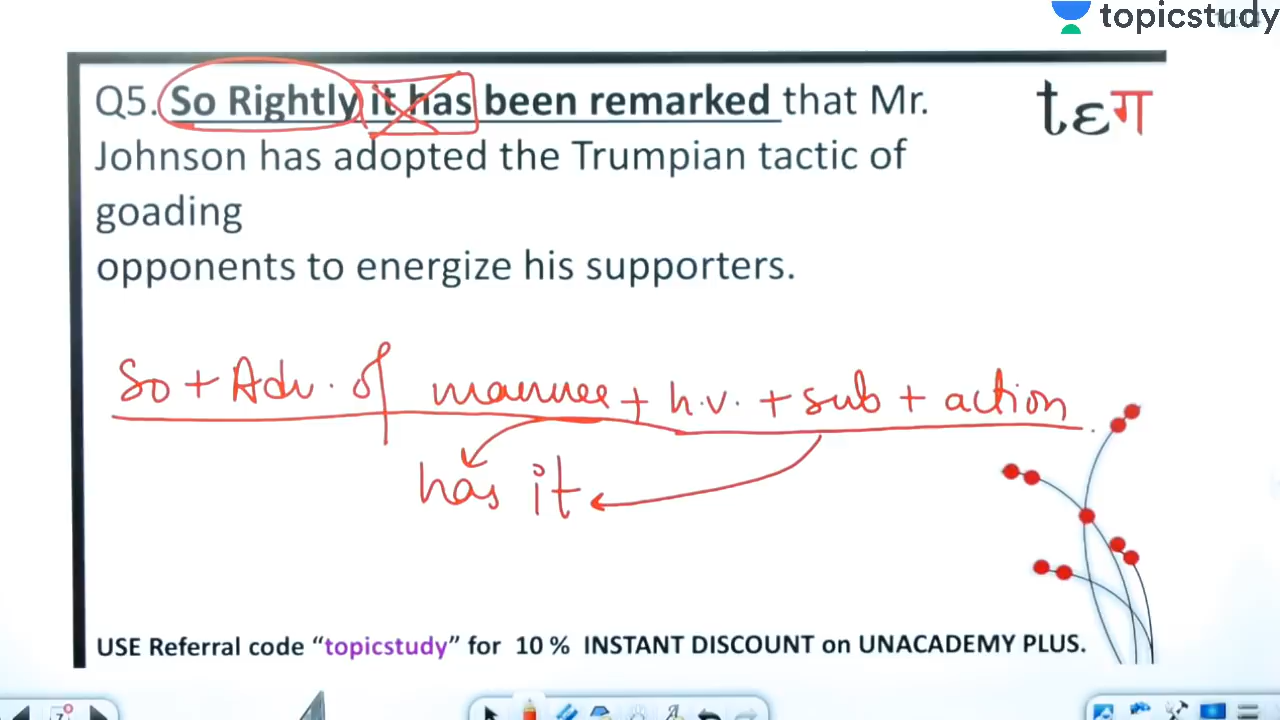 topicstudy
Q5. So Rightly it has been remarked that Mr.
tεग
Johnson has adopted the Trumpian tactic of
goading
opponents to energize his supporters.
So + Adv. of manner + h.v. + sub + action
has it
USE Referral code “topicstudy” for 10 % INSTANT DISCOUNT on UNACADEMY PLUS.
7